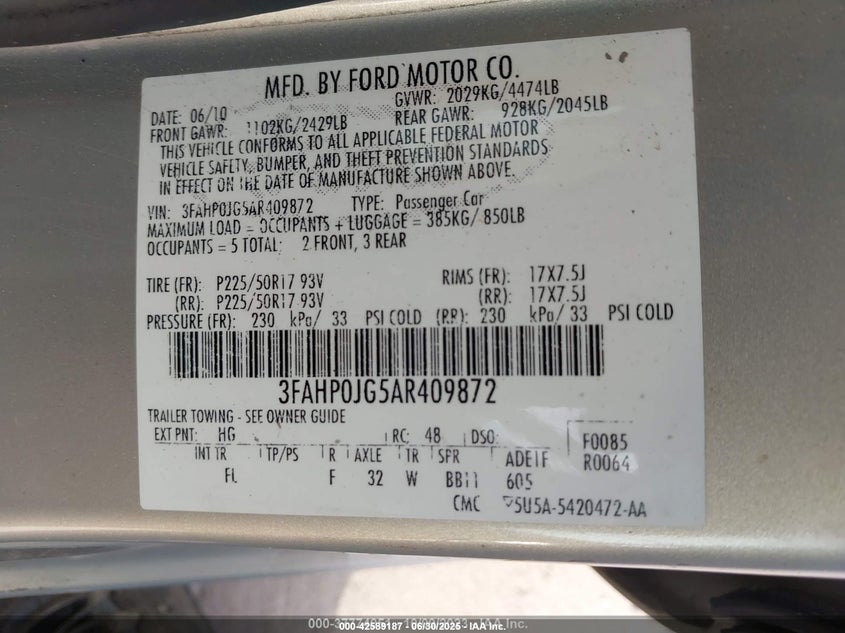 MFD. BY FORD MOTOR CO.
DATE: 06/10 GVWR: 2029KG/4474LB
FRONT GAWR: 1102KG/2429LB REAR GAWR: 928KG/2045LB
THIS VEHICLE CONFORMS TO ALL APPLICABLE FEDERAL MOTOR
VEHICLE SAFETY, BUMPER, AND THEFT PREVENTION STANDARDS
IN EFFECT ON THE DATE OF MANUFACTURE SHOWN ABOVE.
VIN: 3FAHP0JG5AR409872 TYPE: Passenger Car
MAXIMUM LOAD = OCCUPANTS + LUGGAGE = 385KG/ 850LB
OCCUPANTS = 5 TOTAL: 2 FRONT, 3 REAR
TIRE (FR): P225/50R17 93V RIMS (FR): 17X7.5J
(RR): P225/50R17 93V (RR): 17X7.5J
PRESSURE (FR): 230 kPa/ 33 PSI COLD (RR): 230 kPa/ 33 PSI COLD
3FAHP0JG5AR409872
TRAILER TOWING - SEE OWNER GUIDE
EXT PNT: HG RC: 48 DSO: F0085
INT TR TP/PS R AXLE TR SPR ADEIF R0064
FL F 32 W BB11 605
CMC 5U5A-5420472-AA
000-42569187 06/30/2025 - IAA Inc.